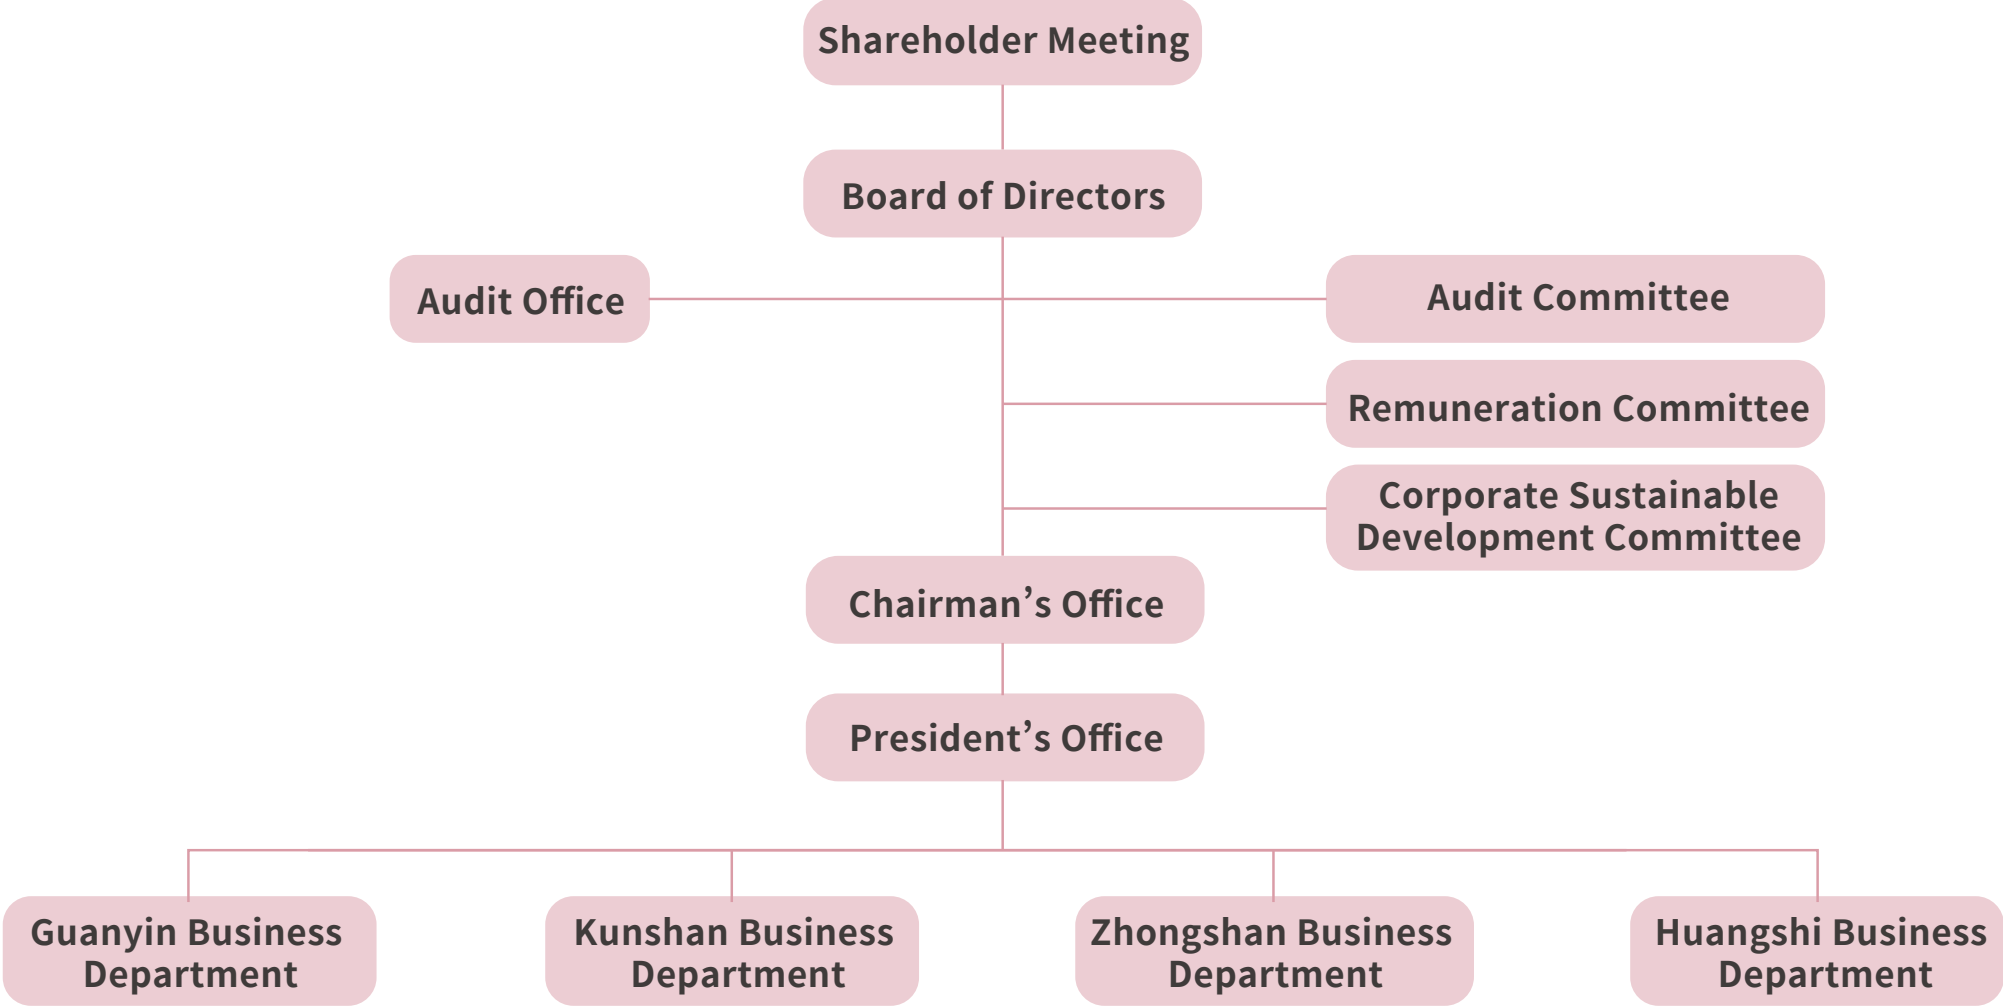 Shareholder Meeting
Board of Directors
Audit Office
Audit Committee
Remuneration Committee
Corporate Sustainable
Development Committee
Chairman’s Office
President’s Office
Guanyin Business
Department
Kunshan Business
Department
Zhongshan Business
Department
Huangshi Business
Department